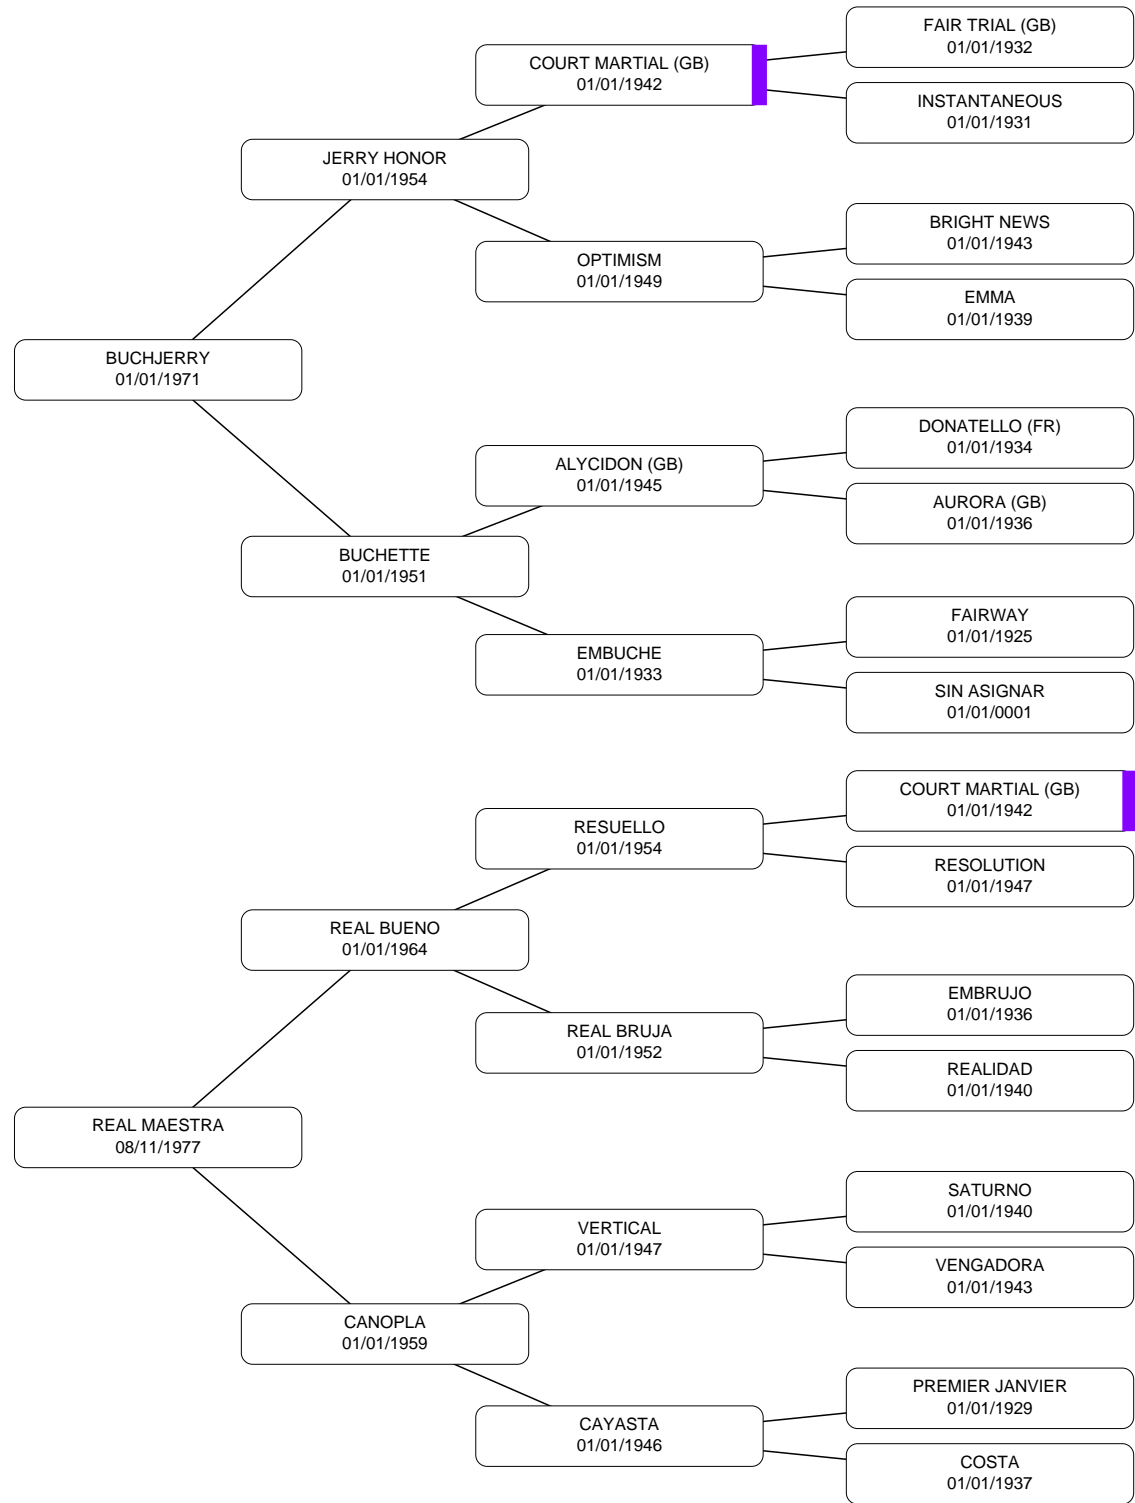 FAIR TRIAL (GB)
01/01/1932
COURT MARTIAL (GB)
01/01/1942
INSTANTANEOUS
01/01/1931
JERRY HONOR
01/01/1954
BRIGHT NEWS
01/01/1943
OPTIMISM
01/01/1949
EMMA
01/01/1939
BUCHJERRY
01/01/1971
DONATELLO (FR)
01/01/1934
ALYCIDON (GB)
01/01/1945
AURORA (GB)
01/01/1936
BUCHETTE
01/01/1951
FAIRWAY
01/01/1925
EMBUCHE
01/01/1933
SIN ASIGNAR
01/01/0001
COURT MARTIAL (GB)
01/01/1942
RESUELLO
01/01/1954
RESOLUTION
01/01/1947
REAL BUENO
01/01/1964
EMBRUJO
01/01/1936
REAL BRUJA
01/01/1952
REALIDAD
01/01/1940
REAL MAESTRA
08/11/1977
SATURNO
01/01/1940
VERTICAL
01/01/1947
VENGADORA
01/01/1943
CANOPLA
01/01/1959
PREMIER JANVIER
01/01/1929
CAYASTA
01/01/1946
COSTA
01/01/1937